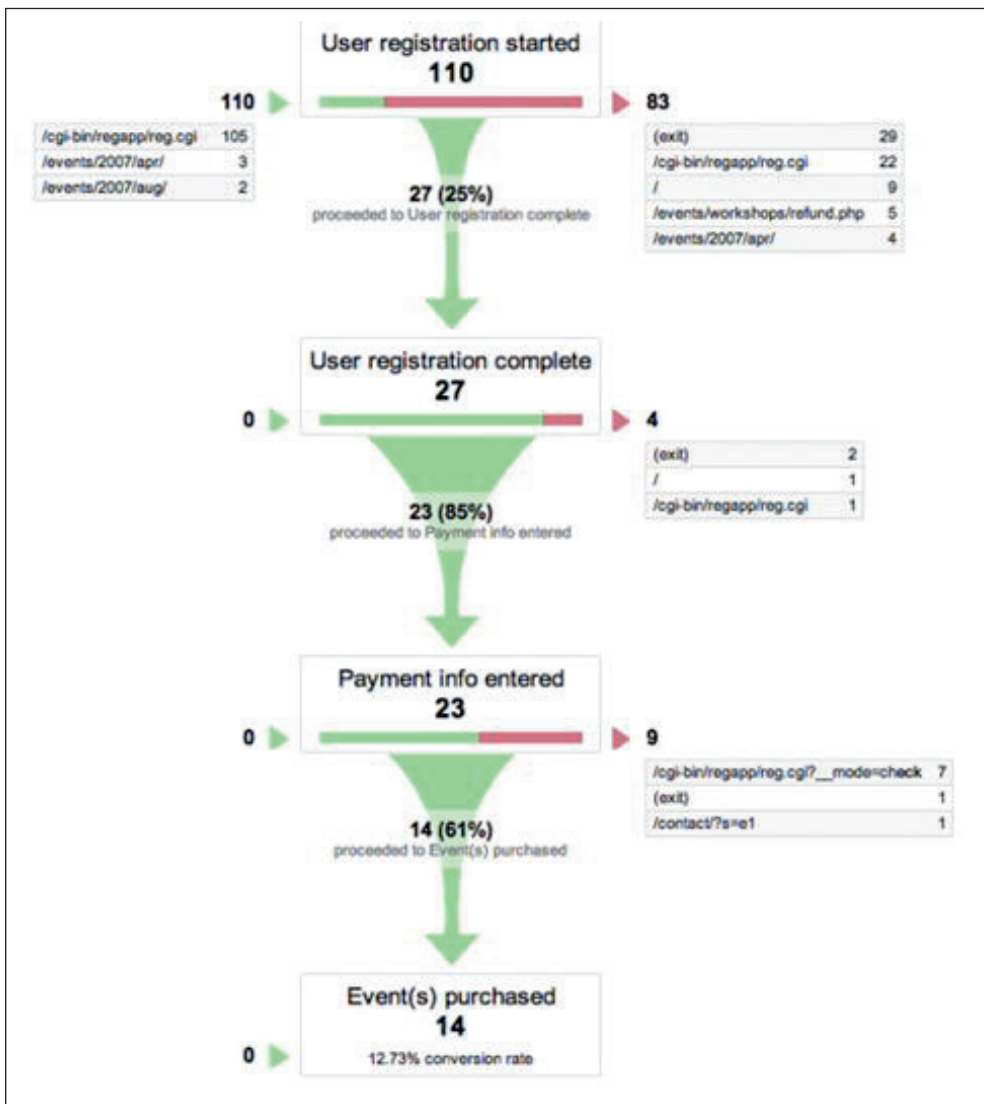 User registration started
110
110
83
/cgi-bin/regapp/reg.cgi 105
/events/2007/apr/ 3
/events/2007/aug/ 2
(exit) 29
/cgi-bin/regapp/reg.cgi 22
/ 9
/events/workshops/refund.php 5
/events/2007/apr/ 4
27 (25%)
proceeded to User registration complete
User registration complete
27
0
4
(exit) 2
/ 1
/cgi-bin/regapp/reg.cgi 1
23 (85%)
proceeded to Payment info entered
Payment info entered
23
0
9
/cgi-bin/regapp/reg.cgi?__mode=check 7
(exit) 1
/contact/?s=e1 1
14 (61%)
proceeded to Event(s) purchased
Event(s) purchased
14
0
12.73% conversion rate